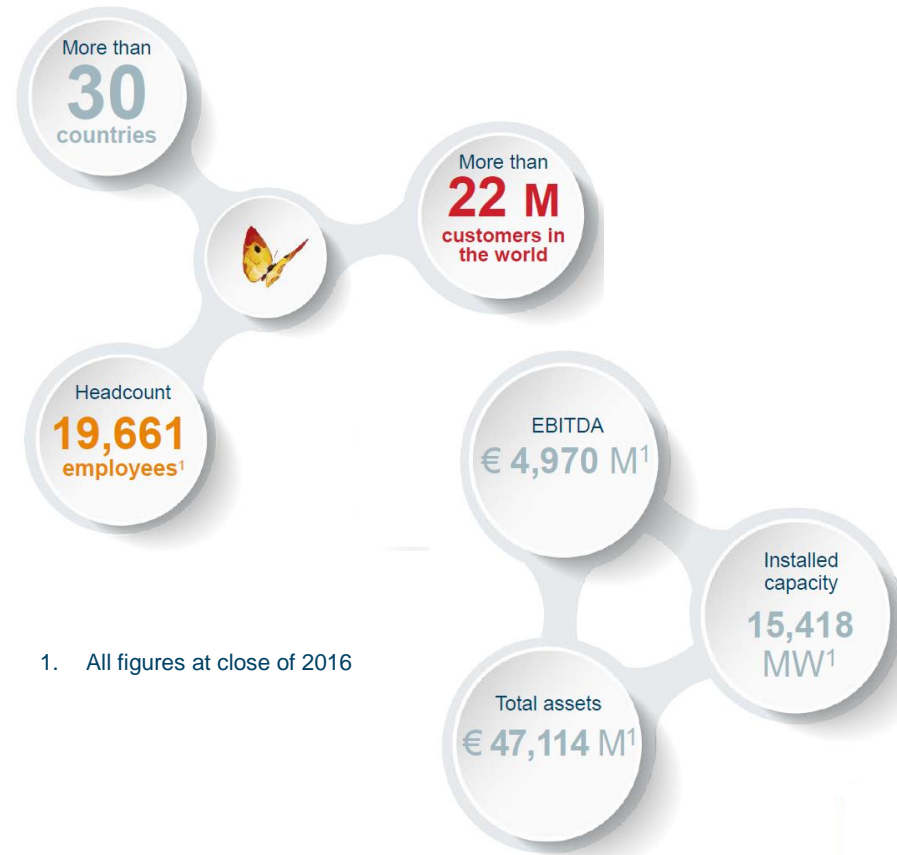 More than
30
countries
More than
22 M
customers in
the world
Headcount
19,661
employees¹
EBITDA
€ 4,970 M¹
Installed
capacity
15,418
MW¹
1. All figures at close of 2016
Total assets
€ 47,114 M¹